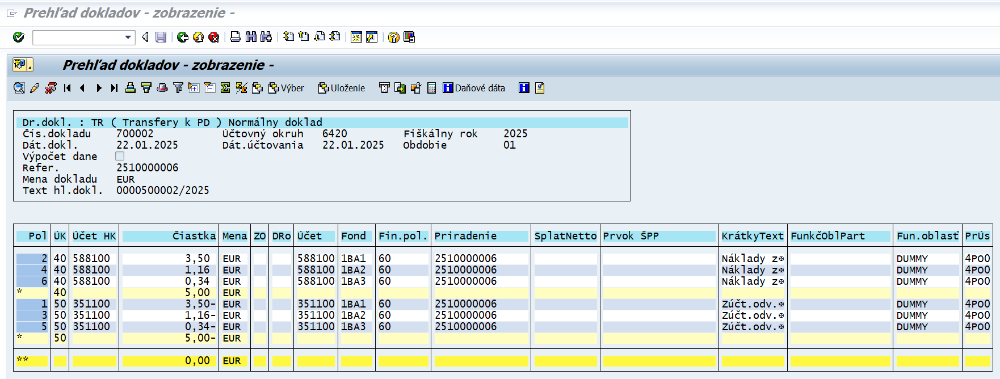 Prehľad dokladov - zobrazenie -
Prehľad dokladov - zobrazenie -
Výber Uloženie Daňové dáta
Dr.dokl. : TR ( Transfery k PD ) Normálny doklad
Čís.dokladu 700002 Účtovný okruh 6420 Fiškálny rok 2025
Dát.dokl. 22.01.2025 Dát.účtovania 22.01.2025 Obdobie 01
Výpočet dane
Refer. 2510000006
Mena dokladu EUR
Text hl.dokl. 0000500002/2025
Pol ÚK Účet HK Čiastka Mena ZO DRo Účet Fond Fin.pol. Priradenie SplatNetto Prvok ŠPP KrátkyText FunkčOblPart Fun.oblasť PrÚs
2 40 588100 3,50 EUR 588100 1BA1 60 2510000006 Náklady z DUMMY 4PO0
4 40 588100 1,16 EUR 588100 1BA2 60 2510000006 Náklady z DUMMY 4PO0
6 40 588100 0,34 EUR 588100 1BA3 60 2510000006 Náklady z DUMMY 4PO0
* 40 5,00 EUR
1 50 351100 3,50- EUR 351100 1BA1 60 2510000006 Zúčt.odv. DUMMY 4PO0
3 50 351100 1,16- EUR 351100 1BA2 60 2510000006 Zúčt.odv. DUMMY 4PO0
5 50 351100 0,34- EUR 351100 1BA3 60 2510000006 Zúčt.odv. DUMMY 4PO0
* 50 5,00- EUR
** 0,00 EUR